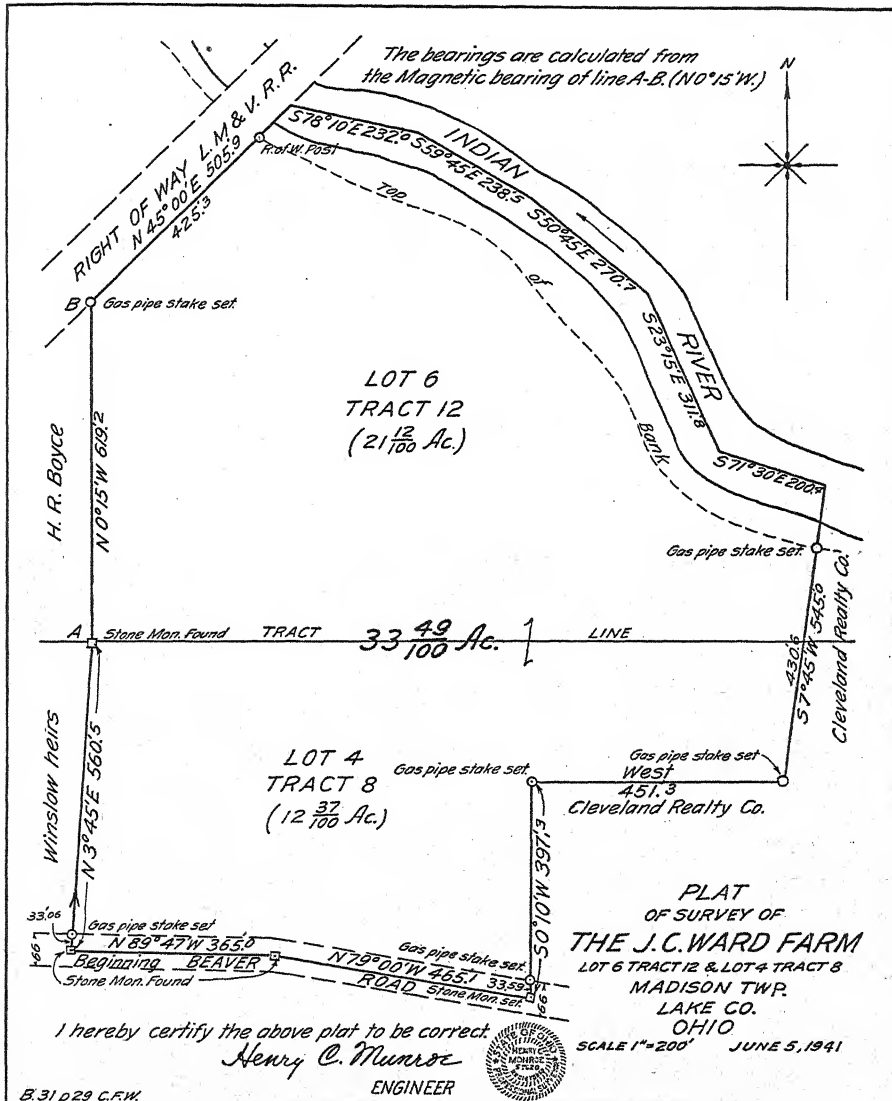 The bearings are calculated from
the Magnetic bearing of line A-B. (N0°15'W.)
N
RIGHT OF WAY L.M. & V. R.R.
N 45°00'E 505.9
425.3
R. of W. Post
S78°10'E 232.0
S59°45'E 238.5
S50°45'E 270.7
S23°15'E 311.8
S71°30'E 200.4
INDIAN
RIVER
Top
of
Bank
B
Gas pipe stake set.
H. R. Boyce
N 0°15'W 619.2
LOT 6
TRACT 12
(21 12/100 Ac.)
Gas pipe stake set.
430.6
S 7°45'W 545.0
Cleveland Realty Co.
A
Stone Mon. Found
TRACT
33 49/100 Ac.
LINE
Winslow heirs
N 3°45'E 560.5
LOT 4
TRACT 8
(12 37/100 Ac.)
Gas pipe stake set.
Gas pipe stake set
West
451.3
Cleveland Realty Co.
S0°10'W 397.3
33.06
66
Gas pipe stake set
N 89°47'W 365.0
Beginning
BEAVER
ROAD
Stone Mon. Found
N79°00'W 465.1
Gas pipe stake set.
33.59
66
Stone Mon. set.
PLAT
OF SURVEY OF
THE J.C. WARD FARM
LOT 6 TRACT 12 & LOT 4 TRACT 8
MADISON TWP.
LAKE CO.
OHIO
SCALE 1"=200' JUNE 5, 1941
I hereby certify the above plat to be correct.
Henry C. Munroe
ENGINEER
STATE OF OHIO
HENRY C.
MONROE
B. 31 p 29 C.F.W.